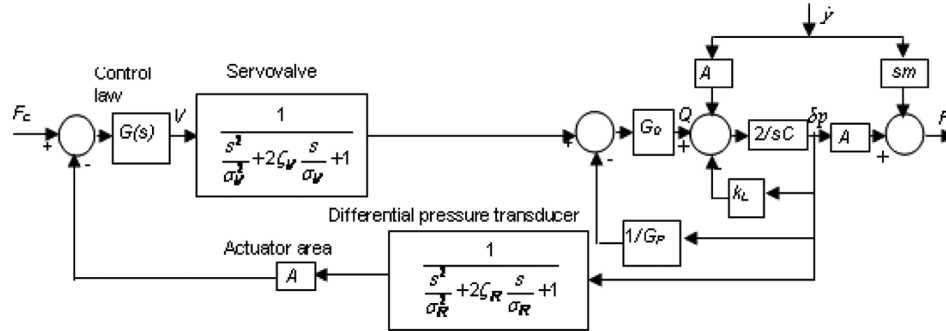 ẏ
Control law
Servovalve
A
sm
F_C
+
-
G(s)
V
1
s²/σ_V² + 2ζ_V s/σ_V + 1
+
-
G_Q
Q
+
-
2/sC
δp
A
+
F
k_L
Differential pressure transducer
1/G_P
Actuator area
A
1
s²/σ_R² + 2ζ_R s/σ_R + 1